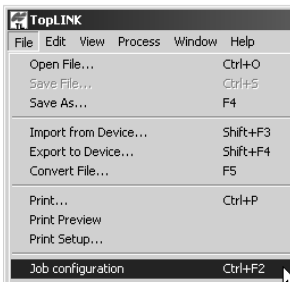 TopLINK
File Edit View Process Window Help
Open File... Ctrl+O
Save File... Ctrl+S
Save As... F4
Import from Device... Shift+F3
Export to Device... Shift+F4
Convert File... F5
Print... Ctrl+P
Print Preview
Print Setup...
Job configuration Ctrl+F2